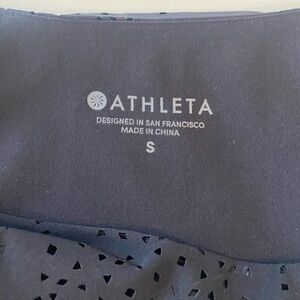 ATHLETA
DESIGNED IN SAN FRANCISCO
MADE IN CHINA
S